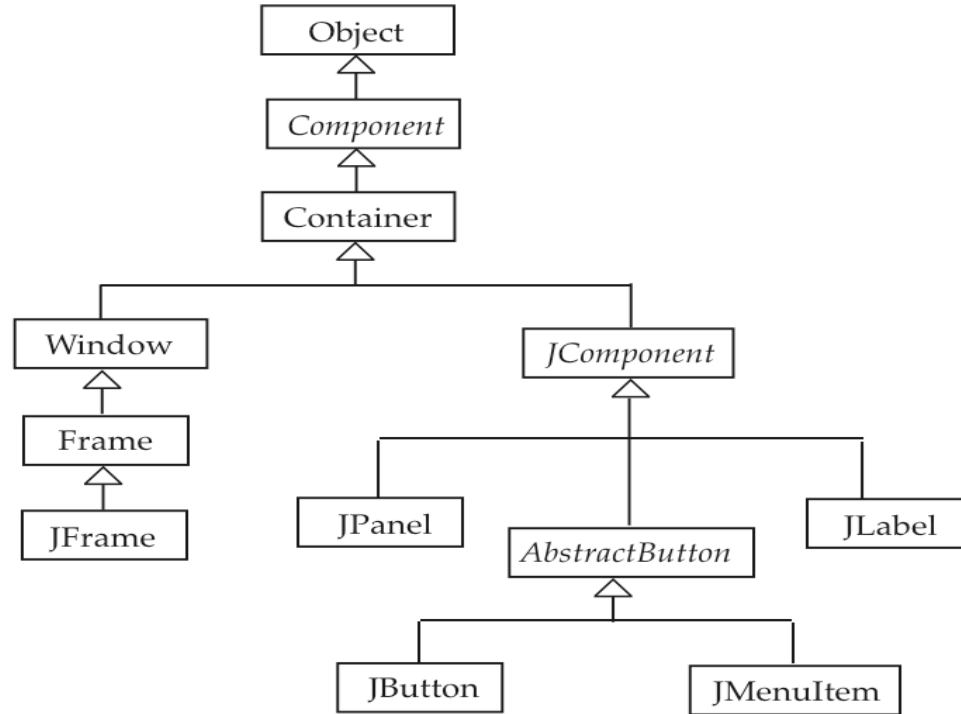 Object
Component
Container
Window
JComponent
Frame
JFrame
JPanel
JLabel
AbstractButton
JButton
JMenuItem